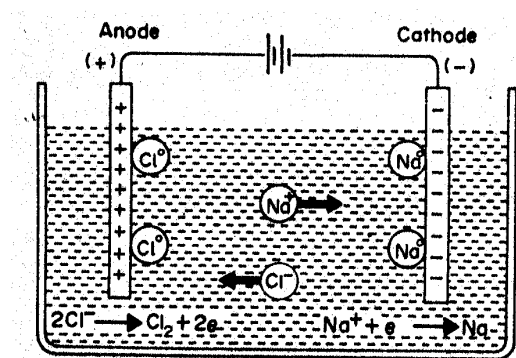 Anode Cathode
(+) (-)
Cl°
Na°
Na⁺
Cl°
Na°
Cl⁻
2Cl⁻ → Cl₂ + 2e Na⁺ + e → Na